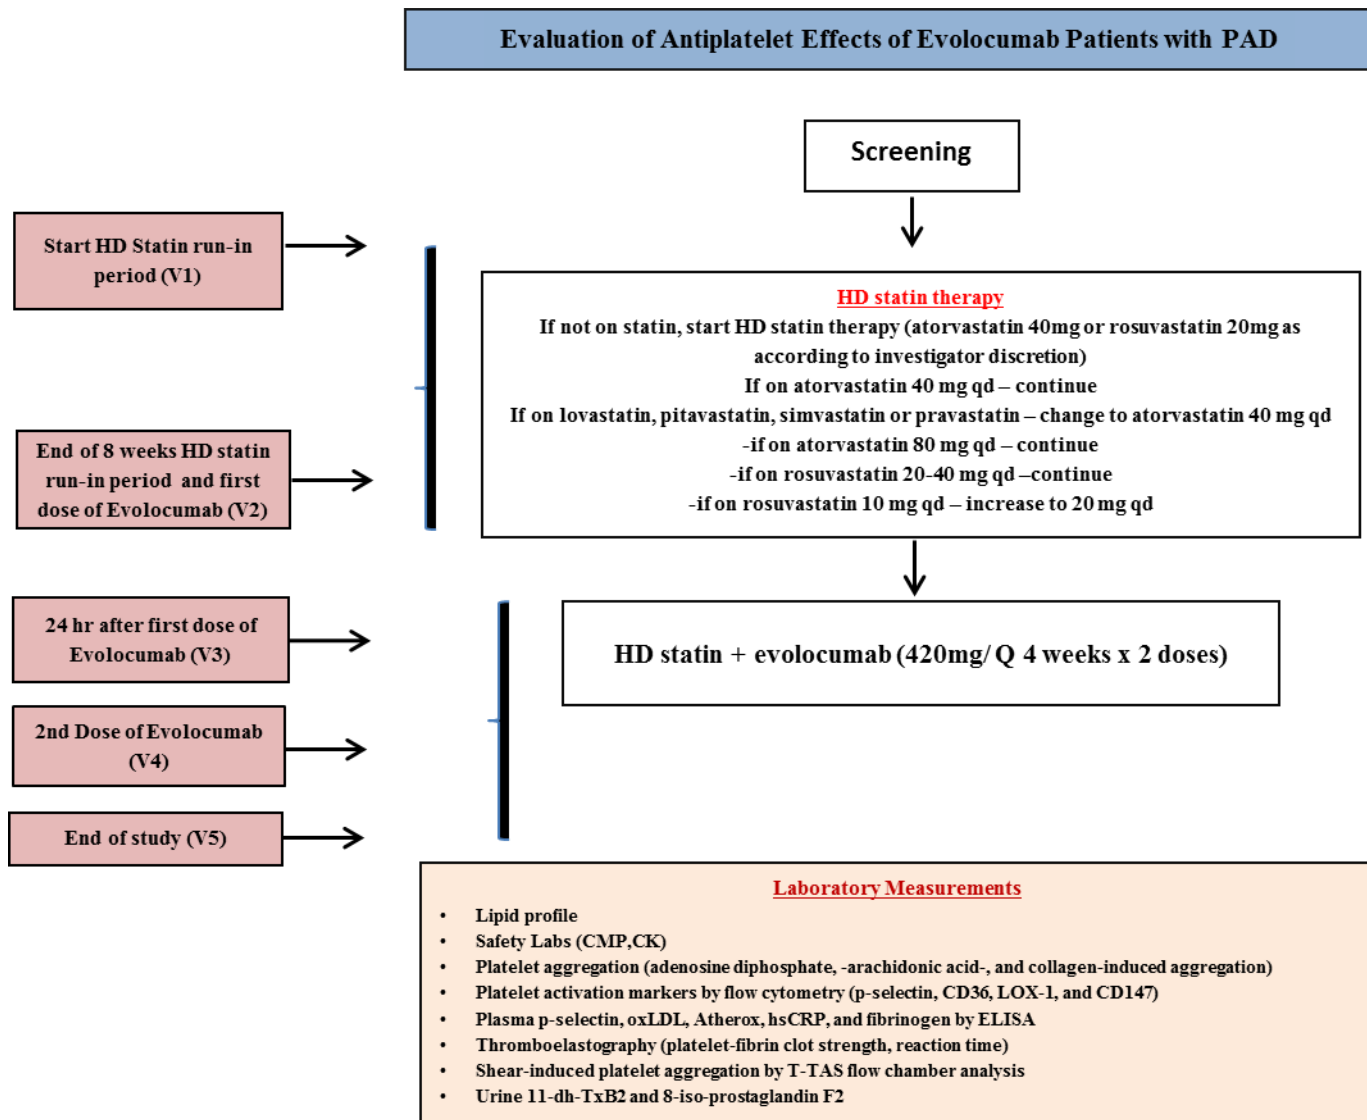 Evaluation of Antiplatelet Effects of Evolocumab Patients with PAD
Screening
Start HD Statin run-in
period (V1)
HD statin therapy
If not on statin, start HD statin therapy (atorvastatin 40mg or rosuvastatin 20mg as
according to investigator discretion)
If on atorvastatin 40 mg qd – continue
If on lovastatin, pitavastatin, simvastatin or pravastatin – change to atorvastatin 40 mg qd
-if on atorvastatin 80 mg qd – continue
-if on rosuvastatin 20-40 mg qd –continue
-if on rosuvastatin 10 mg qd – increase to 20 mg qd
End of 8 weeks HD statin
run-in period and first
dose of Evolocumab (V2)
24 hr after first dose of
Evolocumab (V3)
HD statin + evolocumab (420mg/ Q 4 weeks x 2 doses)
2nd Dose of Evolocumab
(V4)
End of study (V5)
Laboratory Measurements
• Lipid profile
• Safety Labs (CMP,CK)
• Platelet aggregation (adenosine diphosphate, -arachidonic acid-, and collagen-induced aggregation)
• Platelet activation markers by flow cytometry (p-selectin, CD36, LOX-1, and CD147)
• Plasma p-selectin, oxLDL, Atherox, hsCRP, and fibrinogen by ELISA
• Thromboelastography (platelet-fibrin clot strength, reaction time)
• Shear-induced platelet aggregation by T-TAS flow chamber analysis
• Urine 11-dh-TxB2 and 8-iso-prostaglandin F2